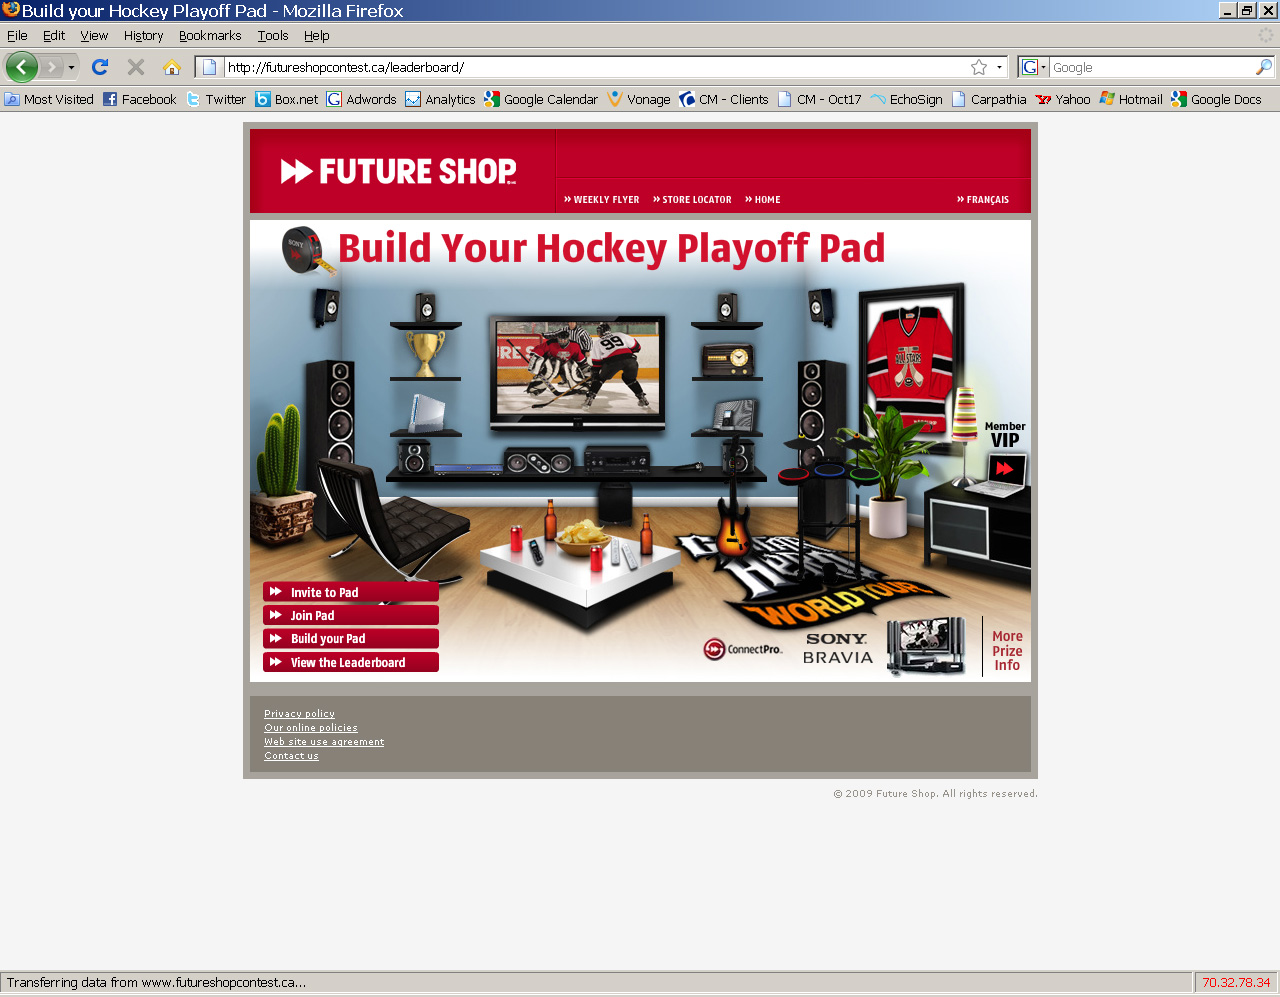 Build your Hockey Playoff Pad - Mozilla Firefox
File Edit View History Bookmarks Tools Help
http://futureshopcontest.ca/leaderboard/
Google
Most Visited Facebook Twitter Box.net Adwords Analytics Google Calendar Vonage CM - Clients CM - Oct17 EchoSign Carpathia Yahoo Hotmail Google Docs
FUTURE SHOP
WEEKLY FLYER STORE LOCATOR HOME FRANÇAIS
SONY
Build Your Hockey Playoff Pad
99
ALL STARS
Member
VIP
WORLD TOUR
Invite to Pad
Join Pad
Build your Pad
View the Leaderboard
ConnectPro
SONY
BRAVIA
More
Prize
Info
Privacy policy
Our online policies
Web site use agreement
Contact us
© 2009 Future Shop. All rights reserved.
Transferring data from www.futureshopcontest.ca... 70.32.78.34